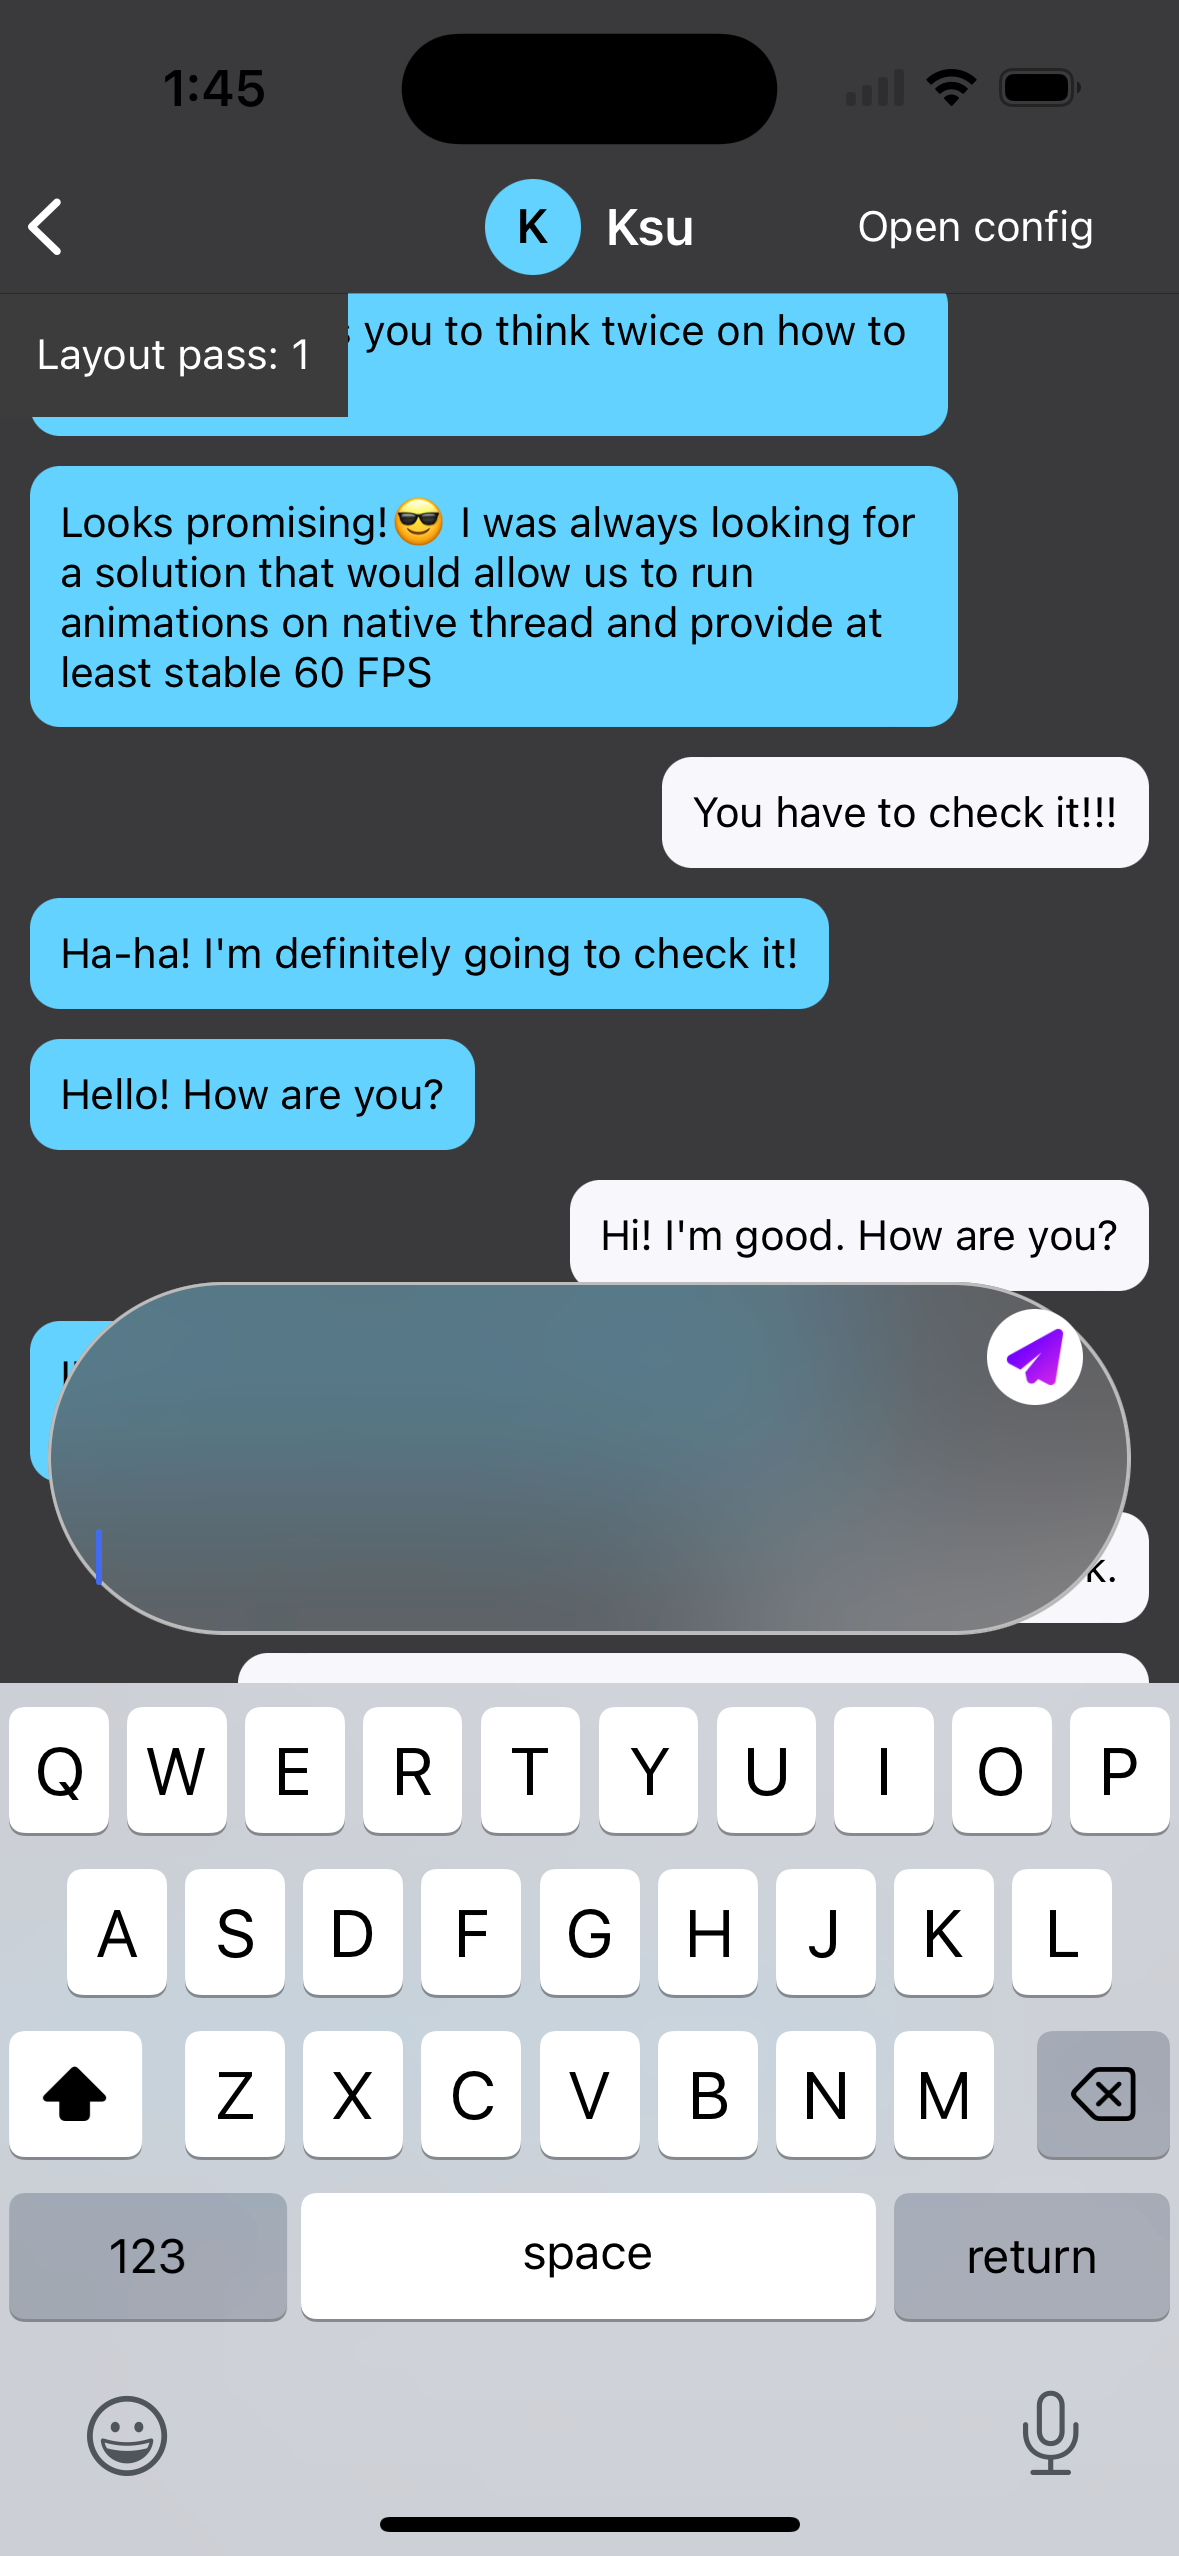 1:45
K Ksu
Open config
Layout pass: 1
you to think twice on how to
Looks promising!😎 I was always looking for
a solution that would allow us to run
animations on native thread and provide at
least stable 60 FPS
You have to check it!!!
Ha-ha! I'm definitely going to check it!
Hello! How are you?
Hi! I'm good. How are you?
k.
Q W E R T Y U I O P
A S D F G H J K L
Z X C V B N M
123 space return